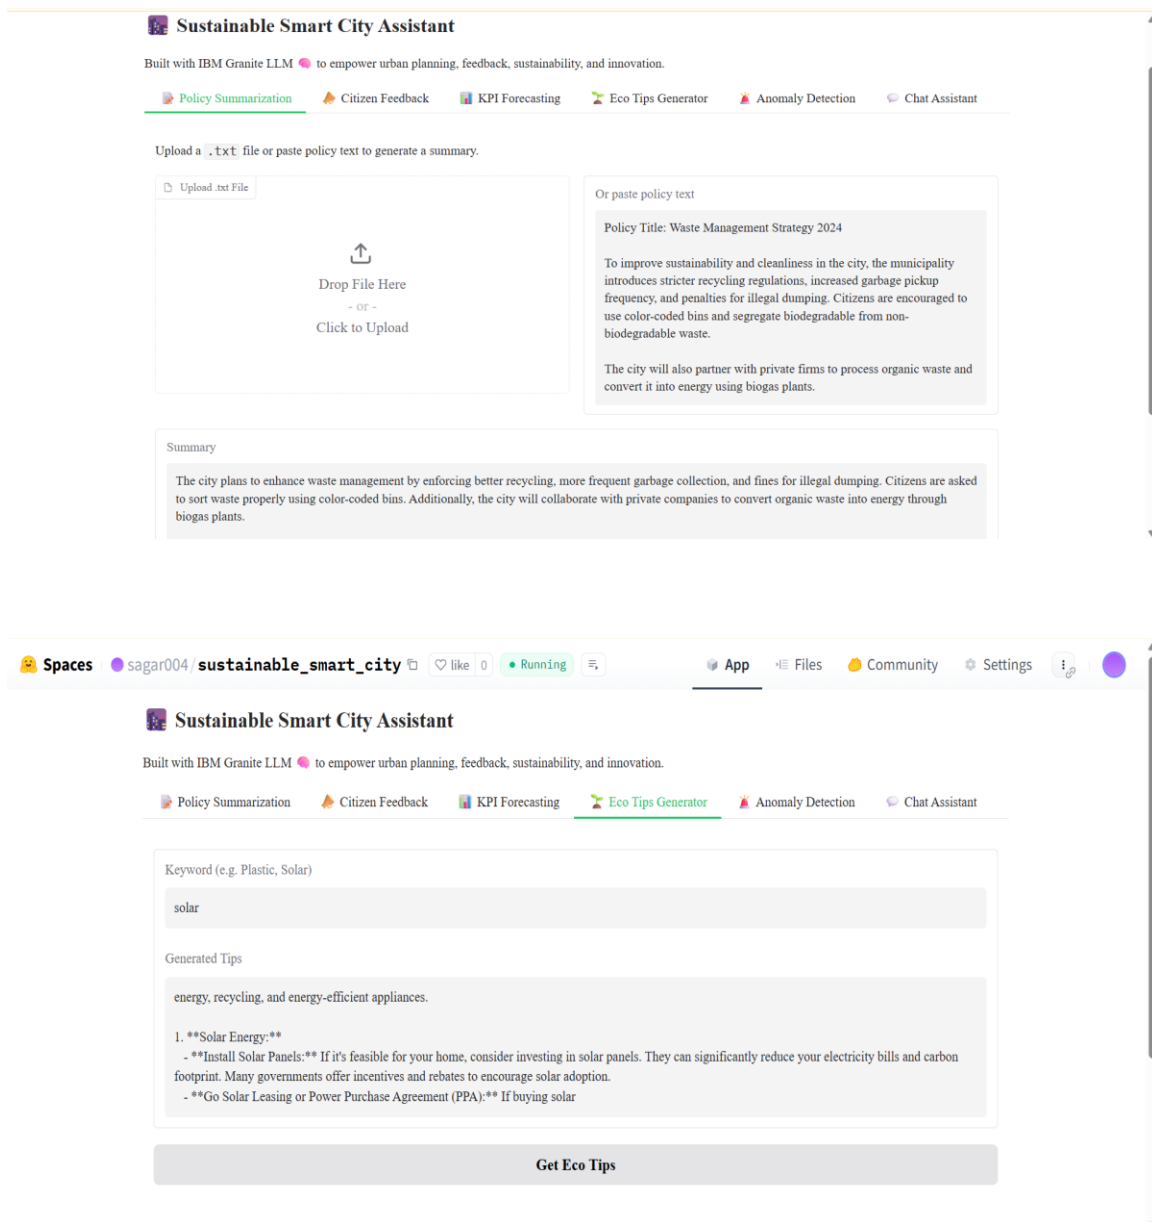 Sustainable Smart City Assistant
Built with IBM Granite LLM 🧠 to empower urban planning, feedback, sustainability, and innovation.
Policy Summarization Citizen Feedback KPI Forecasting Eco Tips Generator Anomaly Detection Chat Assistant
Upload a .txt file or paste policy text to generate a summary.
Upload .txt File
Drop File Here
- or -
Click to Upload
Or paste policy text
Policy Title: Waste Management Strategy 2024
To improve sustainability and cleanliness in the city, the municipality
introduces stricter recycling regulations, increased garbage pickup
frequency, and penalties for illegal dumping. Citizens are encouraged to
use color-coded bins and segregate biodegradable from non-
biodegradable waste.
The city will also partner with private firms to process organic waste and
convert it into energy using biogas plants.
Summary
The city plans to enhance waste management by enforcing better recycling, more frequent garbage collection, and fines for illegal dumping. Citizens are asked
to sort waste properly using color-coded bins. Additionally, the city will collaborate with private companies to convert organic waste into energy through
biogas plants.
Spaces sagar004/sustainable_smart_city like 0 Running App Files Community Settings
Sustainable Smart City Assistant
Built with IBM Granite LLM 🧠 to empower urban planning, feedback, sustainability, and innovation.
Policy Summarization Citizen Feedback KPI Forecasting Eco Tips Generator Anomaly Detection Chat Assistant
Keyword (e.g. Plastic, Solar)
solar
Generated Tips
energy, recycling, and energy-efficient appliances.
1. **Solar Energy:**
- **Install Solar Panels:** If it's feasible for your home, consider investing in solar panels. They can significantly reduce your electricity bills and carbon
footprint. Many governments offer incentives and rebates to encourage solar adoption.
- **Go Solar Leasing or Power Purchase Agreement (PPA):** If buying solar
Get Eco Tips